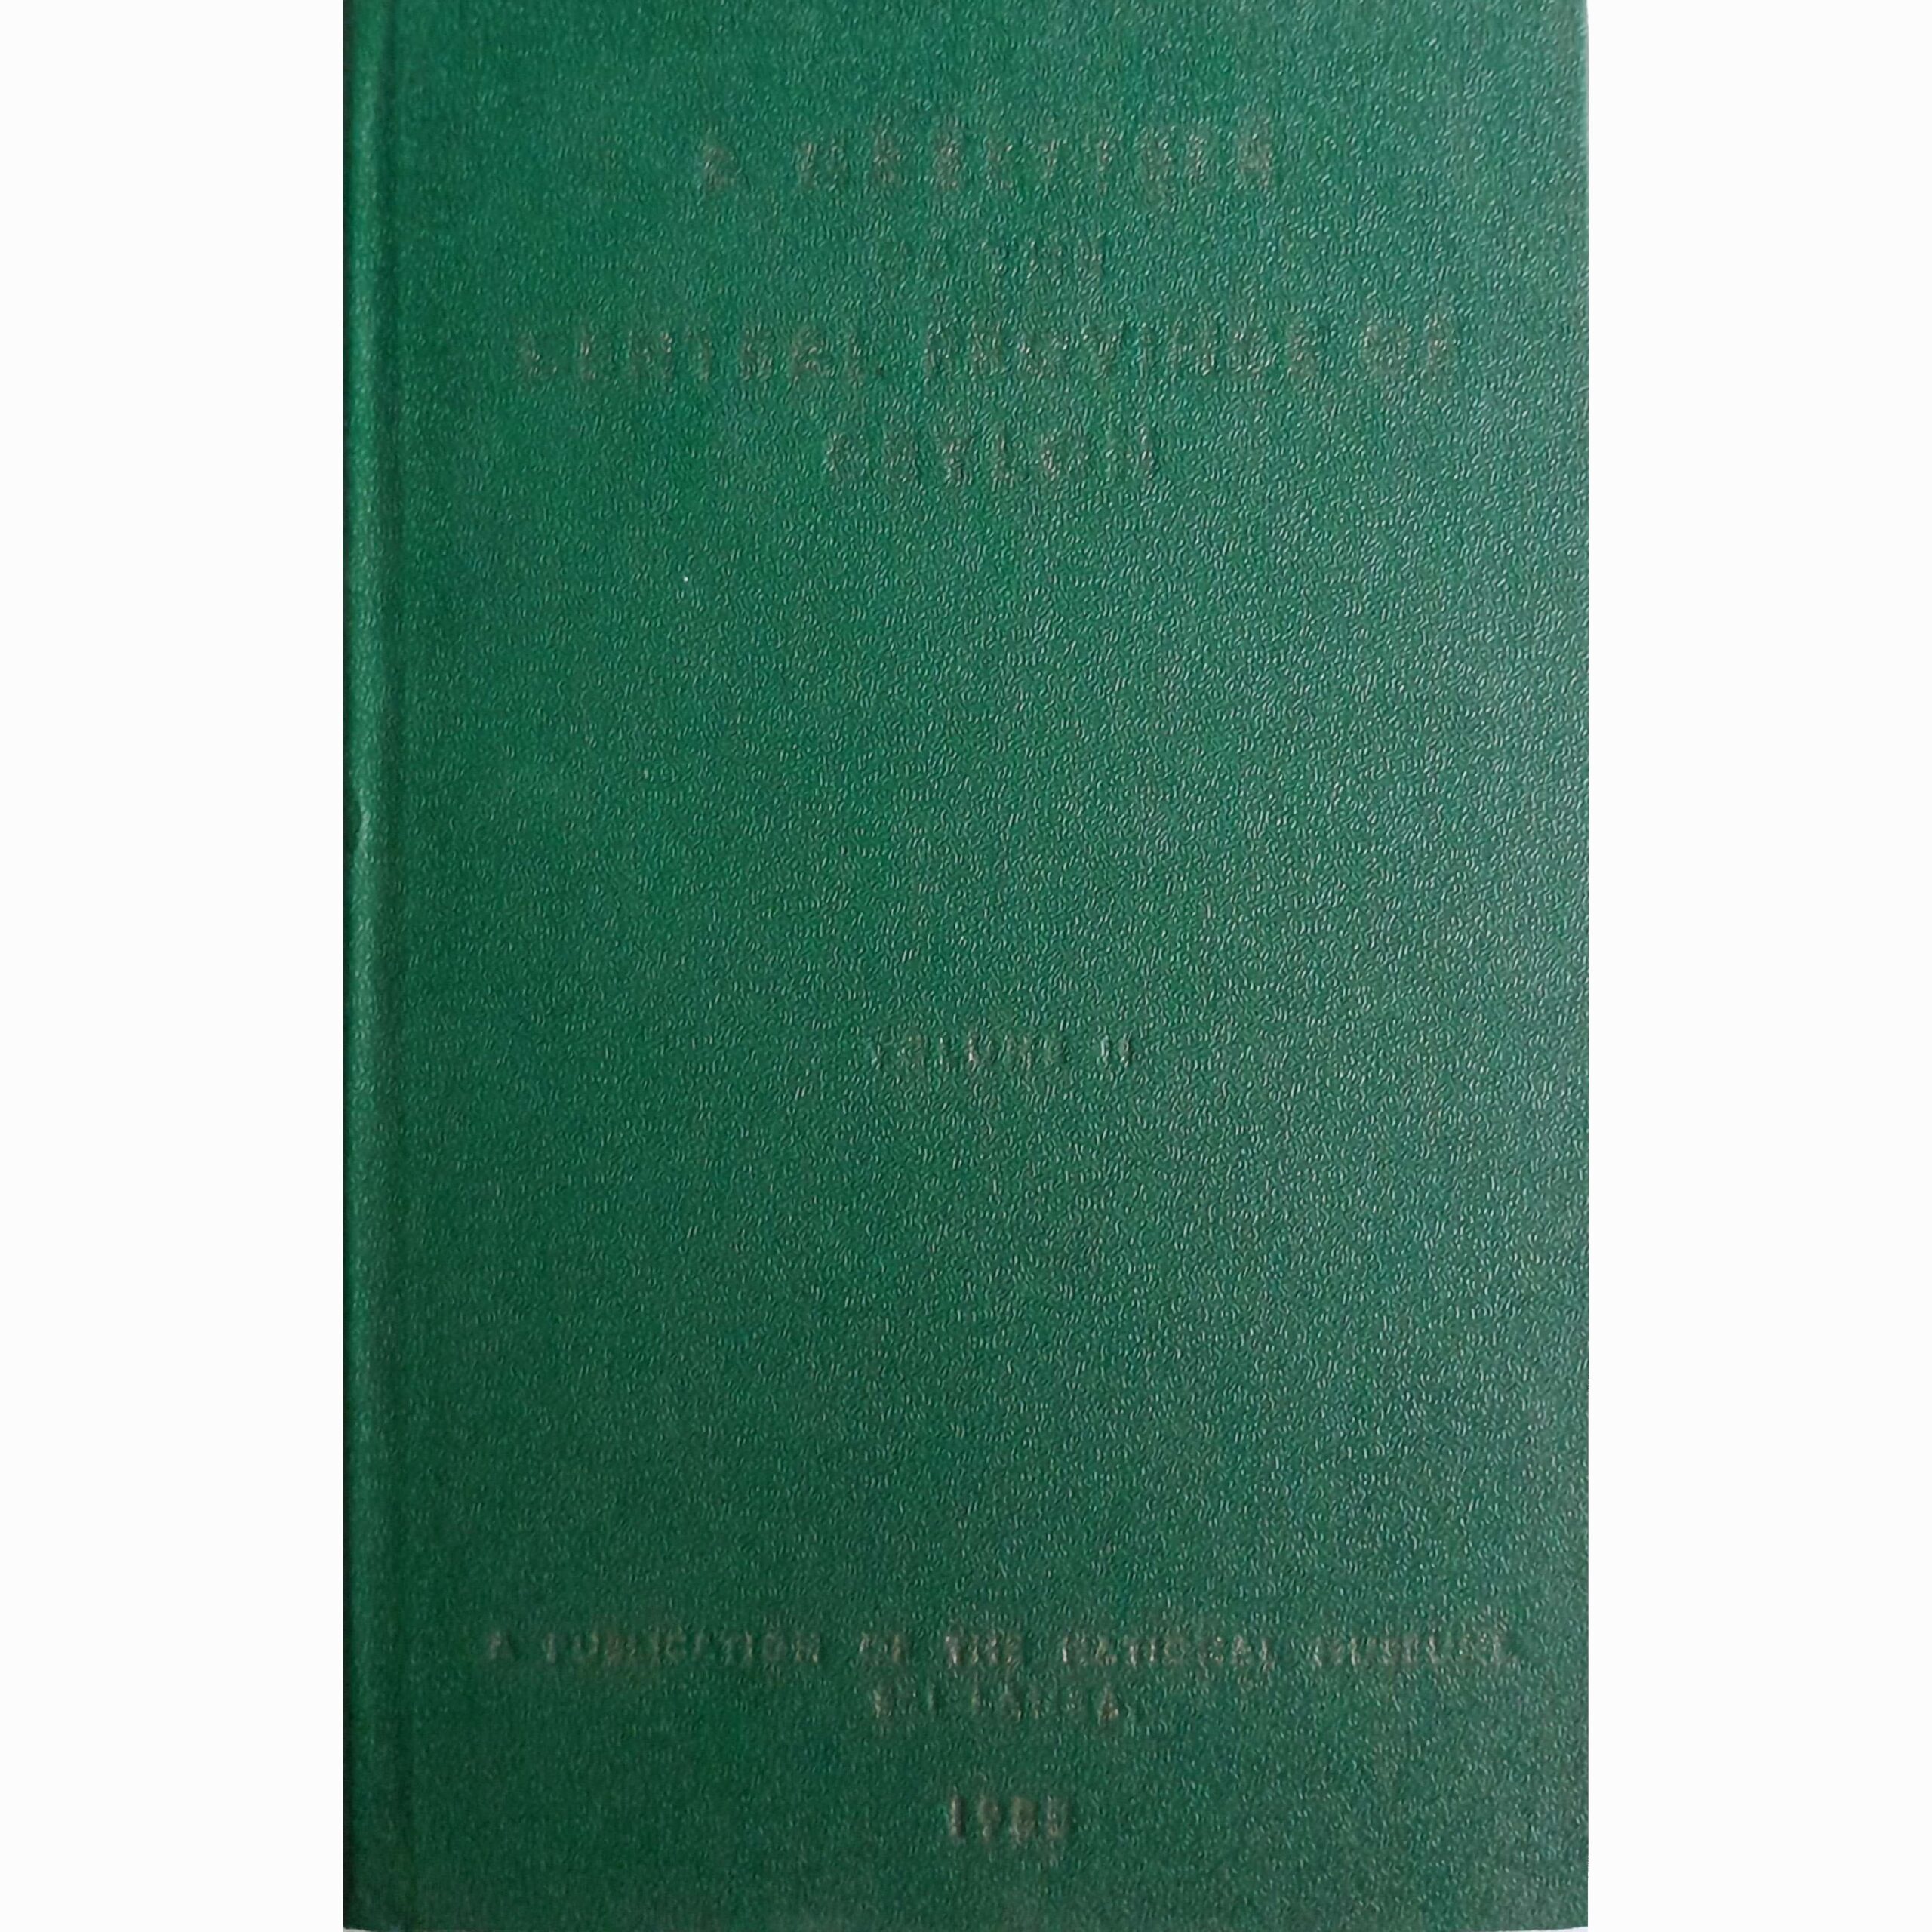 A GAZETTEER
OF THE
CENTRAL PROVINCE OF
CEYLON
VOLUME II
A PUBLICATION OF THE NATIONAL MUSEUMS
SRI LANKA